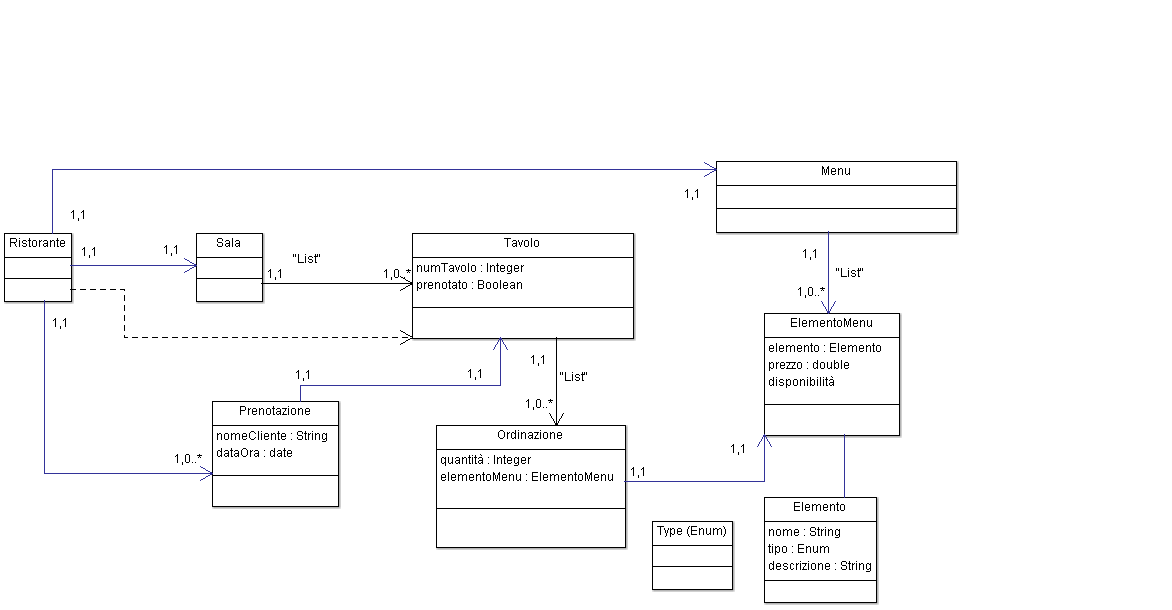 Menu
1,1
1,1
Ristorante
1,1
1,1
Sala
1,1
"List"
1,0..*
Tavolo
numTavolo : Integer
prenotato : Boolean
1,1
"List"
1,0..*
ElementoMenu
elemento : Elemento
prezzo : double
disponibilità
1,1
1,1
1,1
1,1
"List"
1,0..*
Prenotazione
nomeCliente : String
dataOra : date
1,0..*
Ordinazione
quantità : Integer
elementoMenu : ElementoMenu
1,1
1,1
Elemento
nome : String
tipo : Enum
descrizione : String
Type (Enum)